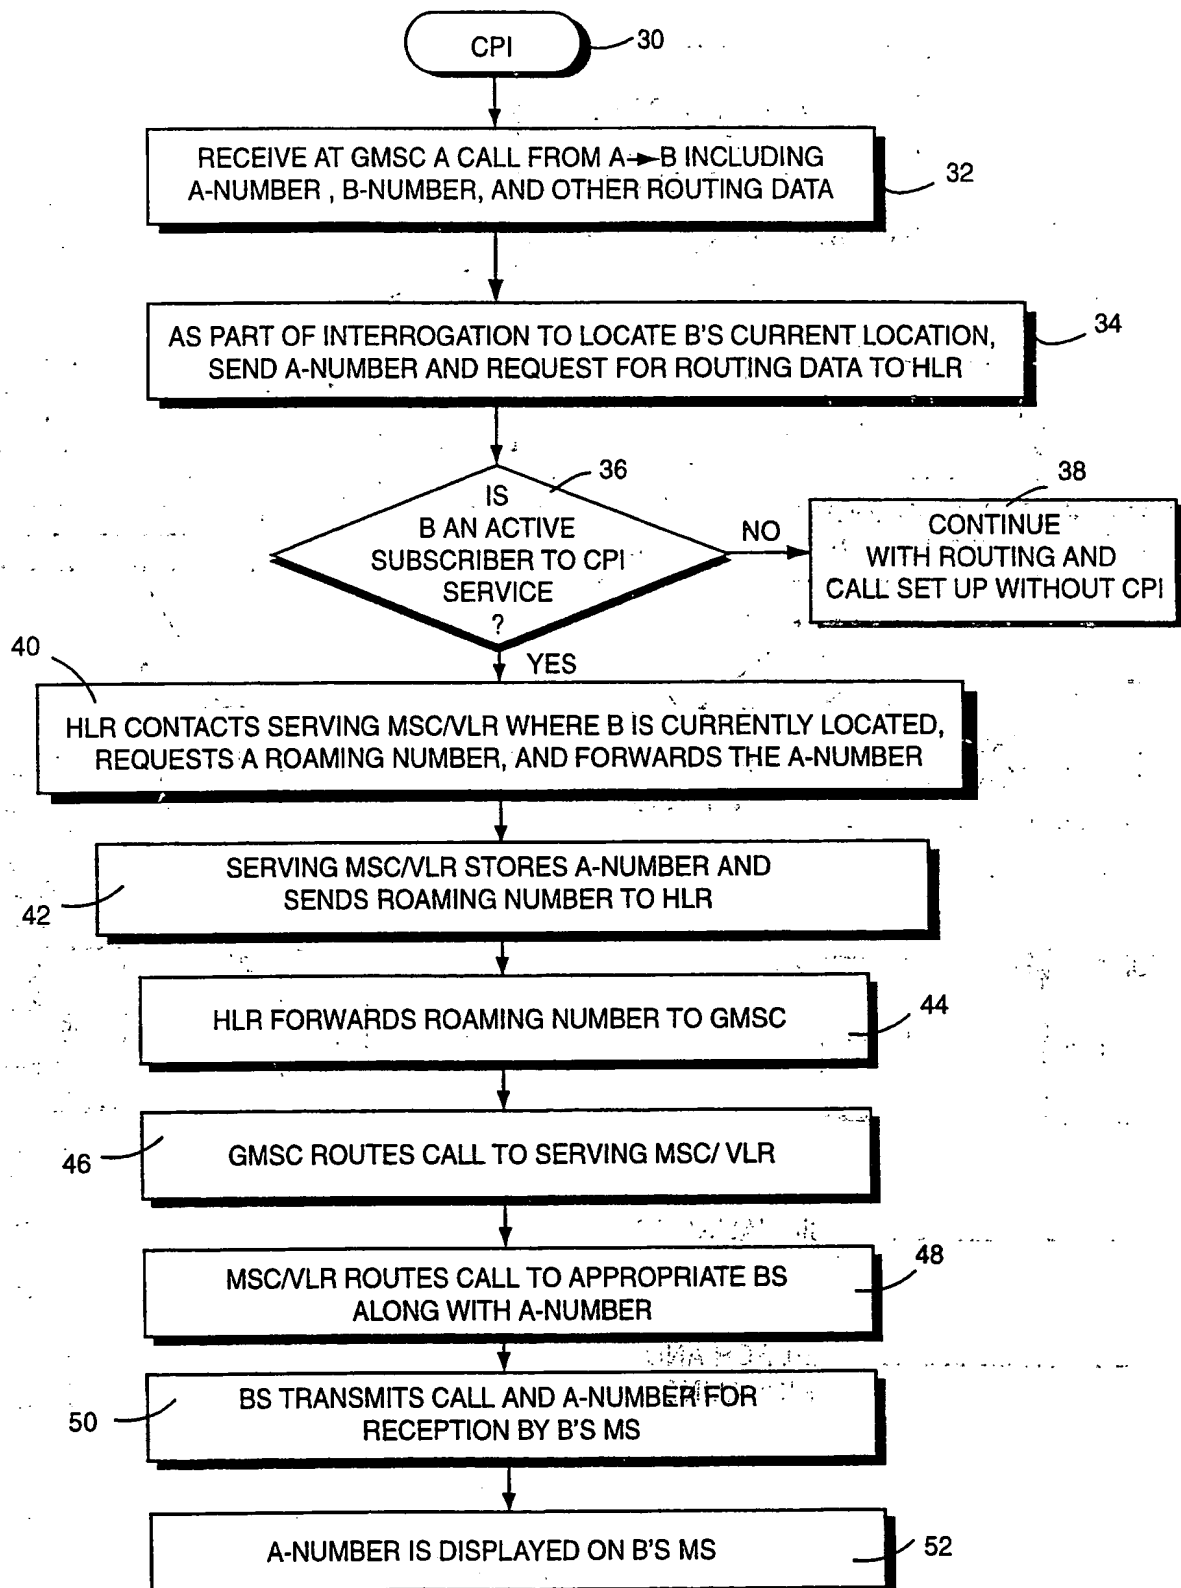 CPI
30
RECEIVE AT GMSC A CALL FROM A→B INCLUDING
A-NUMBER , B-NUMBER, AND OTHER ROUTING DATA
32
AS PART OF INTERROGATION TO LOCATE B'S CURRENT LOCATION,
SEND A-NUMBER AND REQUEST FOR ROUTING DATA TO HLR
34
36
IS
B AN ACTIVE
SUBSCRIBER TO CPI
SERVICE
?
NO
38
CONTINUE
WITH ROUTING AND
CALL SET UP WITHOUT CPI
YES
40
HLR CONTACTS SERVING MSC/VLR WHERE B IS CURRENTLY LOCATED,
REQUESTS A ROAMING NUMBER, AND FORWARDS THE A-NUMBER
SERVING MSC/VLR STORES A-NUMBER AND
SENDS ROAMING NUMBER TO HLR
42
HLR FORWARDS ROAMING NUMBER TO GMSC
44
GMSC ROUTES CALL TO SERVING MSC/ VLR
46
MSC/VLR ROUTES CALL TO APPROPRIATE BS
ALONG WITH A-NUMBER
48
BS TRANSMITS CALL AND A-NUMBER FOR
RECEPTION BY B'S MS
50
A-NUMBER IS DISPLAYED ON B'S MS
52